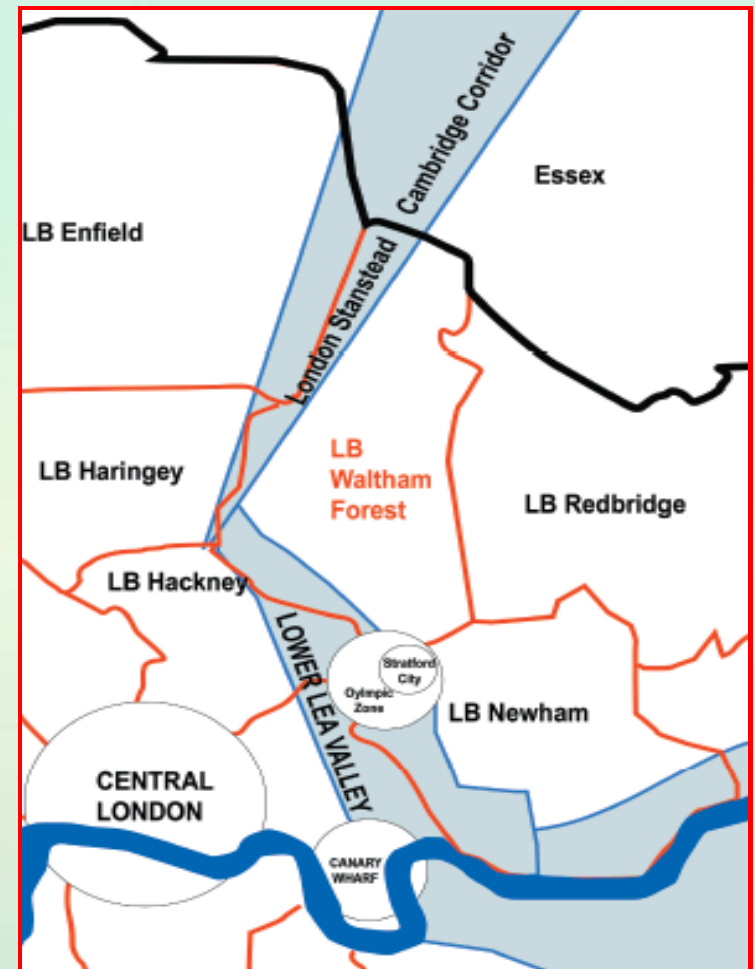 Cambridge Corridor
Essex
LB Enfield
London Stanstead
LB
Waltham
Forest
LB Haringey
LB Redbridge
LB Hackney
LOWER LEA VALLEY
Stratford
City
Oyimpic
Zone
LB Newham
CENTRAL
LONDON
CANARY
WHARF